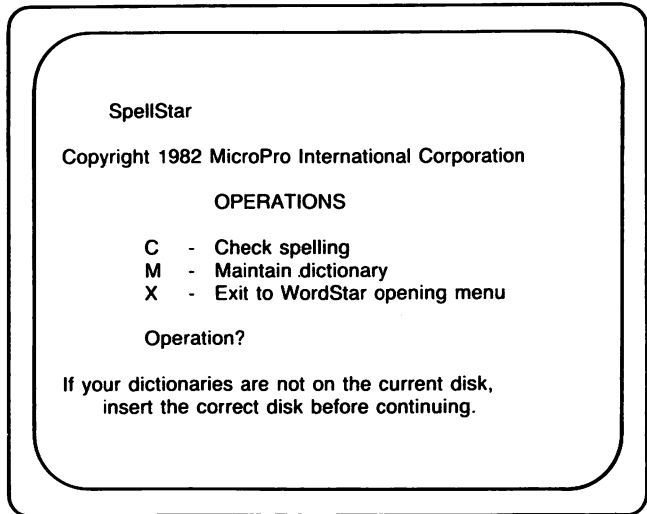 SpellStar
Copyright 1982 MicroPro International Corporation
OPERATIONS
C - Check spelling
M - Maintain dictionary
X - Exit to WordStar opening menu
Operation?
If your dictionaries are not on the current disk,
insert the correct disk before continuing.